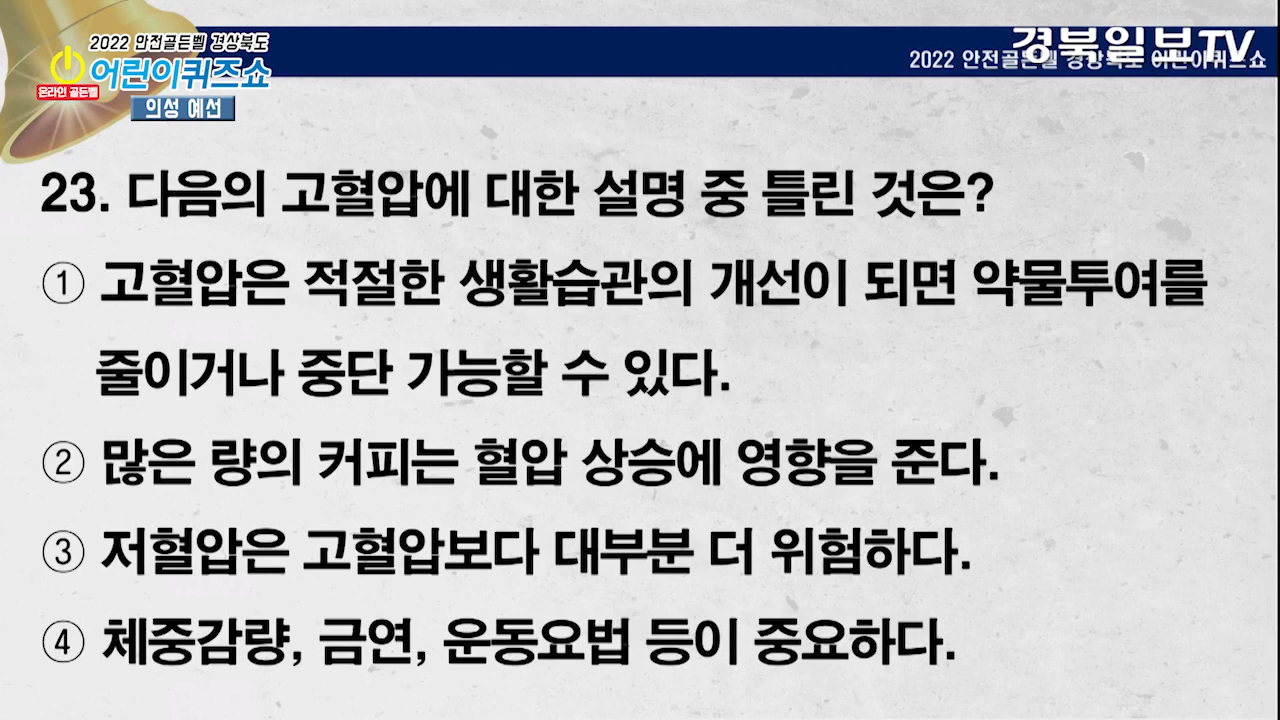 2022 안전골든벨 경상북도
어린이퀴즈쇼
온라인 골든벨
의성 예선
경북일보TV
2022 안전골든벨 경상북도 어린이퀴즈쇼
23. 다음의 고혈압에 대한 설명 중 틀린 것은?
① 고혈압은 적절한 생활습관의 개선이 되면 약물투여를
줄이거나 중단 가능할 수 있다.
② 많은 량의 커피는 혈압 상승에 영향을 준다.
③ 저혈압은 고혈압보다 대부분 더 위험하다.
④ 체중감량, 금연, 운동요법 등이 중요하다.